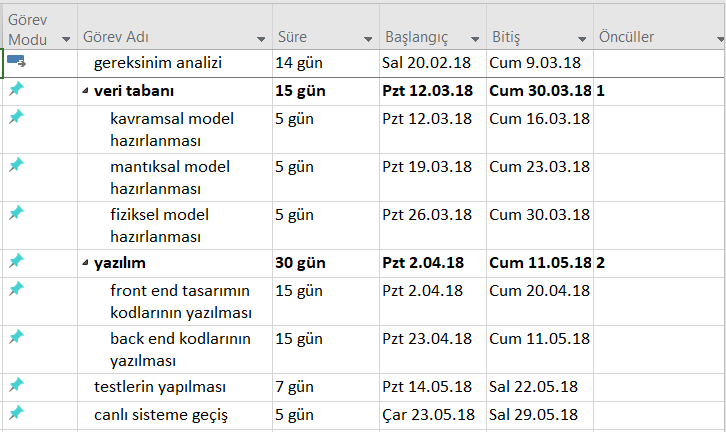 Görev
Modu Görev Adı Süre Başlangıç Bitiş Öncüller
gereksinim analizi 14 gün Sal 20.02.18 Cum 9.03.18
veri tabanı 15 gün Pzt 12.03.18 Cum 30.03.18 1
kavramsal model 5 gün Pzt 12.03.18 Cum 16.03.18
hazırlanması
mantıksal model 5 gün Pzt 19.03.18 Cum 23.03.18
hazırlanması
fiziksel model 5 gün Pzt 26.03.18 Cum 30.03.18
hazırlanması
yazılım 30 gün Pzt 2.04.18 Cum 11.05.18 2
front end tasarımın 15 gün Pzt 2.04.18 Cum 20.04.18
kodlarının yazılması
back end kodlarının 15 gün Pzt 23.04.18 Cum 11.05.18
yazılması
testlerin yapılması 7 gün Pzt 14.05.18 Sal 22.05.18
canlı sisteme geçiş 5 gün Çar 23.05.18 Sal 29.05.18